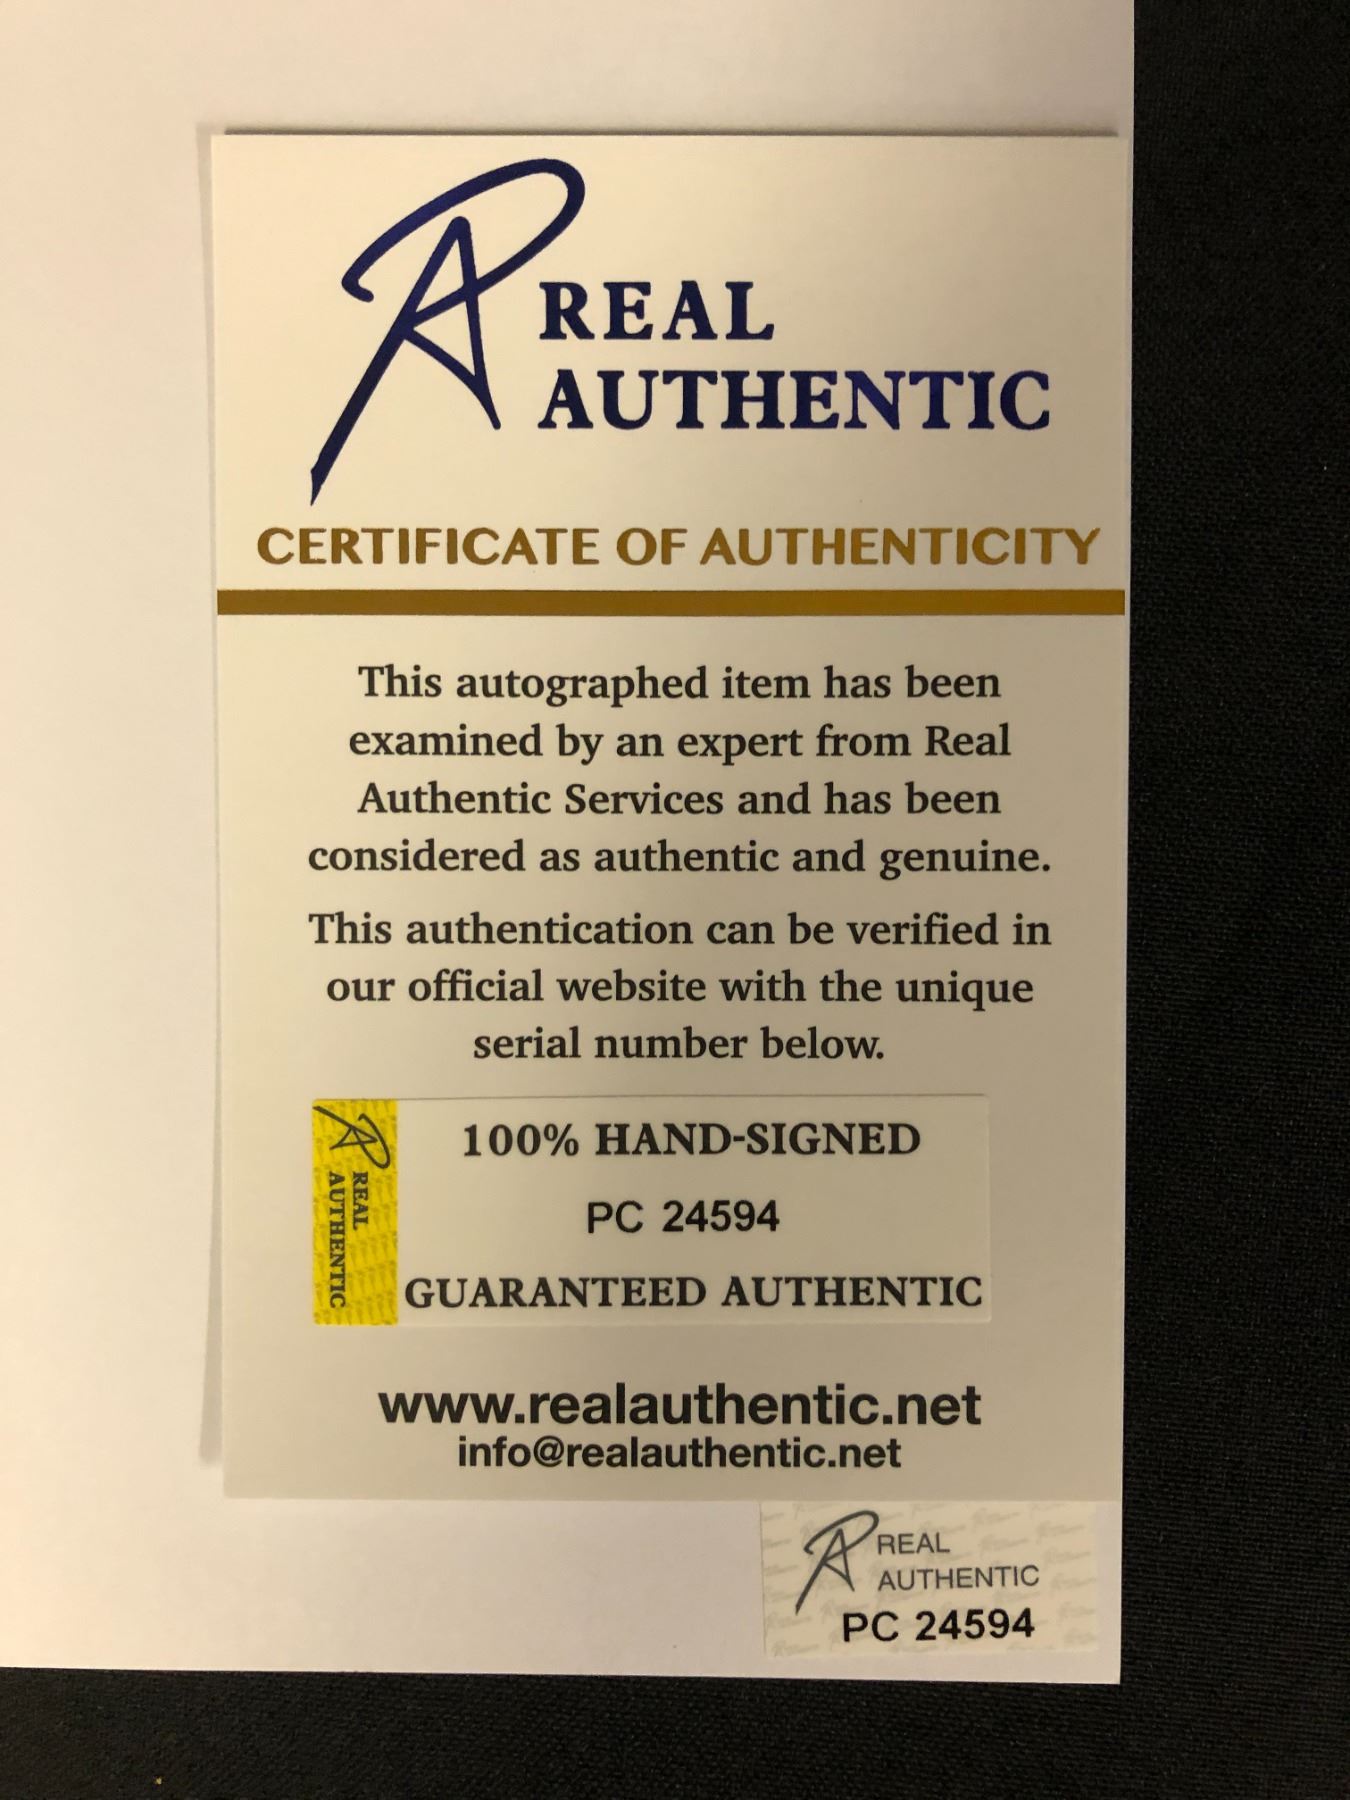 REAL
AUTHENTIC
CERTIFICATE OF AUTHENTICITY
This autographed item has been
examined by an expert from Real
Authentic Services and has been
considered as authentic and genuine.
This authentication can be verified in
our official website with the unique
serial number below.
REAL
AUTHENTIC
100% HAND-SIGNED
PC 24594
GUARANTEED AUTHENTIC
www.realauthentic.net
info@realauthentic.net
REAL
AUTHENTIC
PC 24594